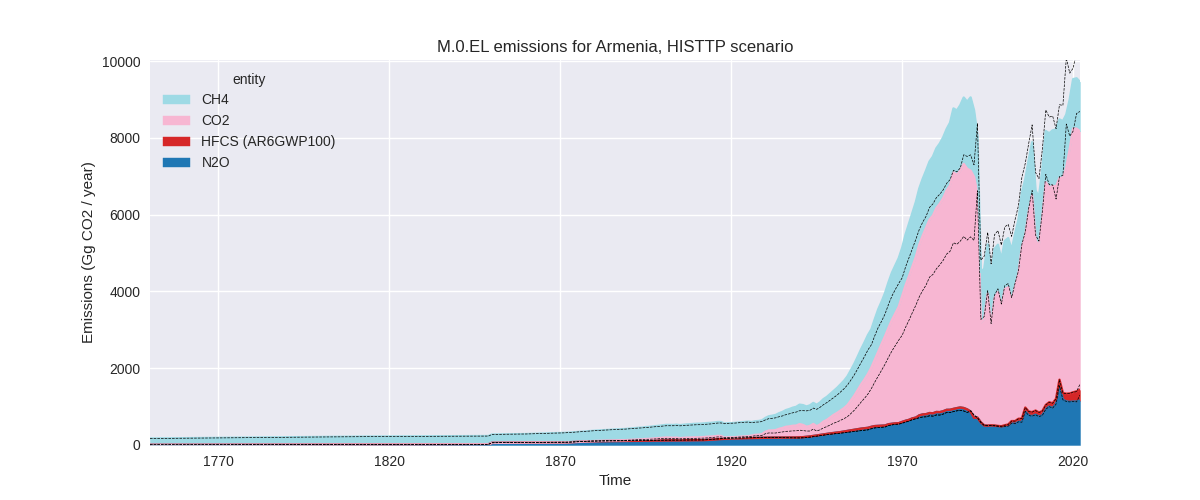 M.0.EL emissions for Armenia, HISTTP scenario
entity
CH4
CO2
HFCS (AR6GWP100)
N2O
Emissions (Gg CO2 / year)
10000
8000
6000
4000
2000
0
1770
1820
1870
1920
1970
2020
Time